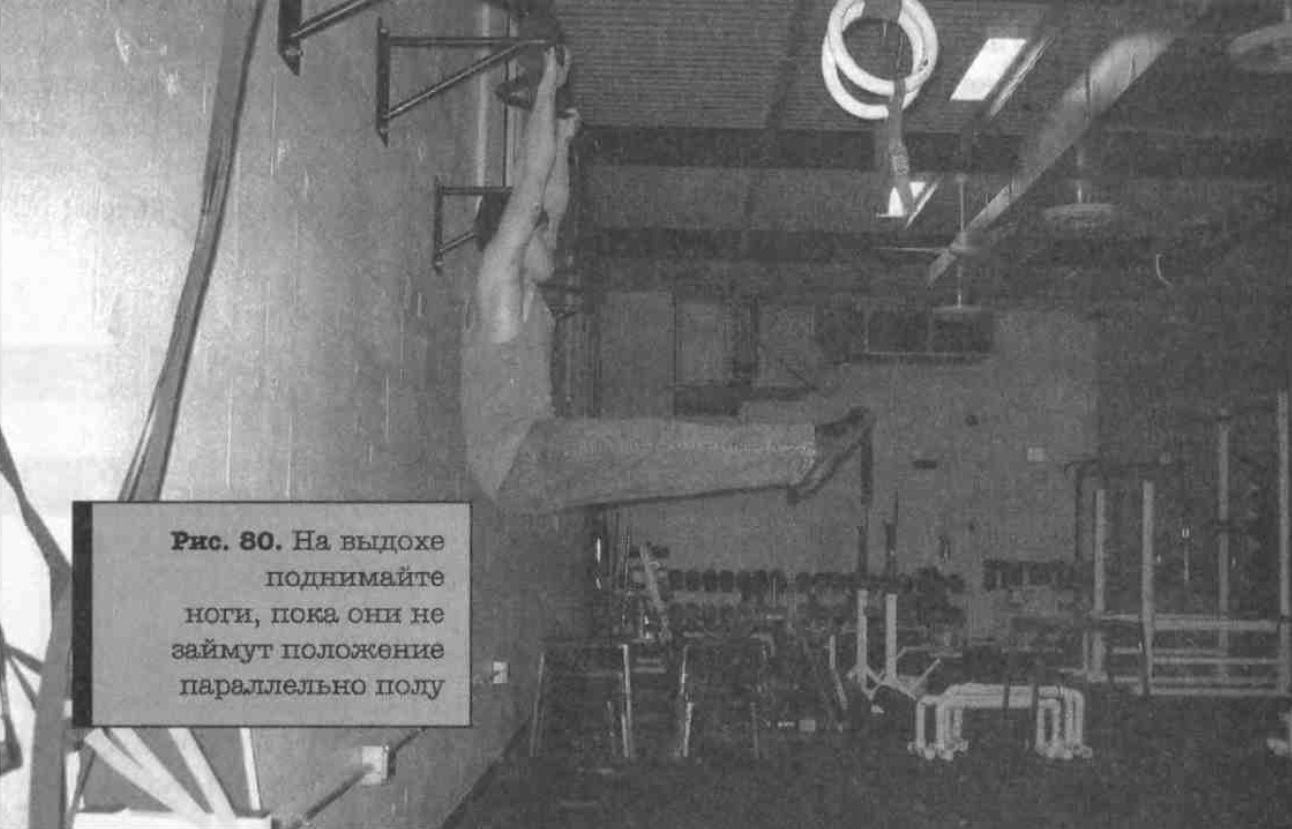 Рис. 80. На выдохе
поднимайте
ноги, пока они не
займут положение
параллельно полу